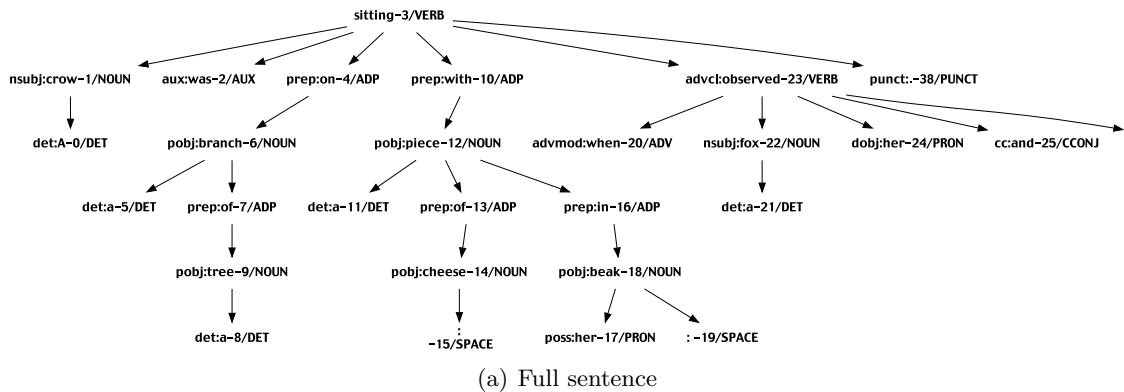 sitting-3/VERB
nsubj:crow-1/NOUN aux:was-2/AUX prep:on-4/ADP prep:with-10/ADP advcl:observed-23/VERB punct:.-38/PUNCT
det:A-0/DET pobj:branch-6/NOUN pobj:piece-12/NOUN advmod:when-20/ADV nsubj:fox-22/NOUN dobj:her-24/PRON cc:and-25/CCONJ
det:a-5/DET prep:of-7/ADP det:a-11/DET prep:of-13/ADP prep:in-16/ADP det:a-21/DET
pobj:tree-9/NOUN pobj:cheese-14/NOUN pobj:beak-18/NOUN
det:a-8/DET : poss:her-17/PRON : -19/SPACE
-15/SPACE
(a) Full sentence